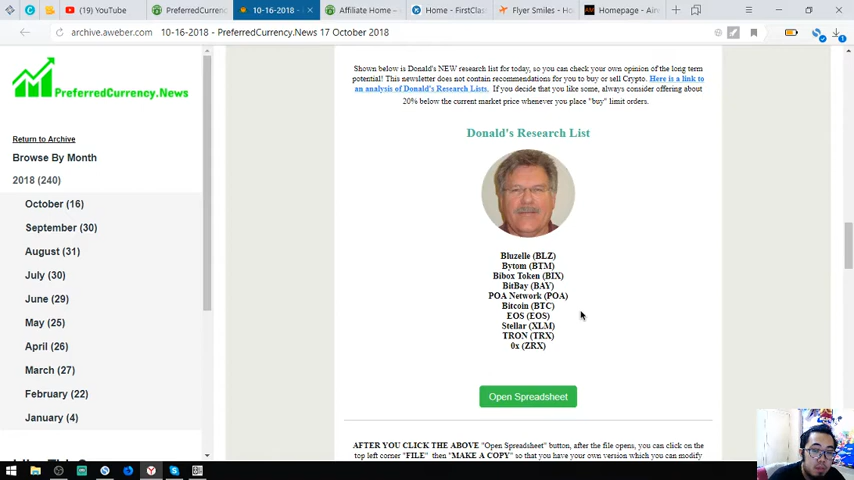 (19) YouTube
PreferredCurrenc
10-16-2018 - P
Affiliate Home –
Home - FirstClass
Flyer Smiles - Ho
Homepage - Ain
archive.aweber.com
10-16-2018 - PreferredCurrency.News 17 October 2018
PreferredCurrency.News
Return to Archive
Browse By Month
2018 (240)
October (16)
September (30)
August (31)
July (30)
June (29)
May (25)
April (26)
March (27)
February (22)
January (4)
Shown below is Donald's NEW research list for today, so you can check your own opinion of the long term
potential! This newsletter does not contain recommendations for you to buy or sell Crypto. Here is a link to
an analysis of Donald's Research Lists. If you decide that you like some, always consider offering about
20% below the current market price whenever you place "buy" limit orders.
Donald's Research List
Bluzelle (BLZ)
Bytom (BTM)
Bibox Token (BIX)
BitBay (BAY)
POA Network (POA)
Bitcoin (BTC)
EOS (EOS)
Stellar (XLM)
TRON (TRX)
0x (ZRX)
Open Spreadsheet
AFTER YOU CLICK THE ABOVE "Open Spreadsheet" button, after the file opens, you can click on the
top left corner "FILE" then "MAKE A COPY" so that you have your own version which you can modify